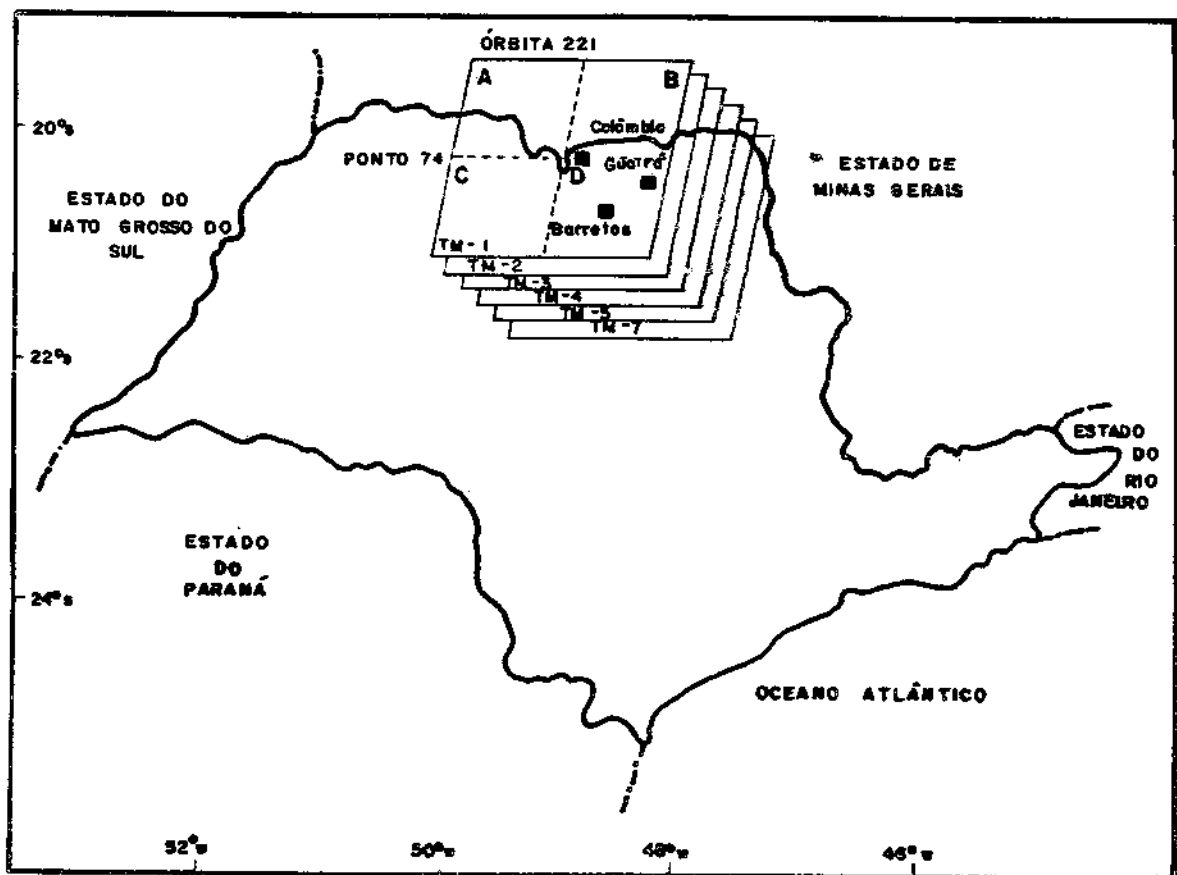 ÓRBITA 221
A
B
20°s
Colômbia
PONTO 74
Guaíra
ESTADO DE
MINAS GERAIS
C
D
ESTADO DO
MATO GROSSO DO
SUL
Barretos
TM-1
TM-2
TM-3
TM-4
TM-5
TM-7
22°s
ESTADO
DO
RIO
JANEIRO
ESTADO
DO
PARANÁ
24°s
OCEANO ATLÂNTICO
52°w
50°w
48°w
46°w